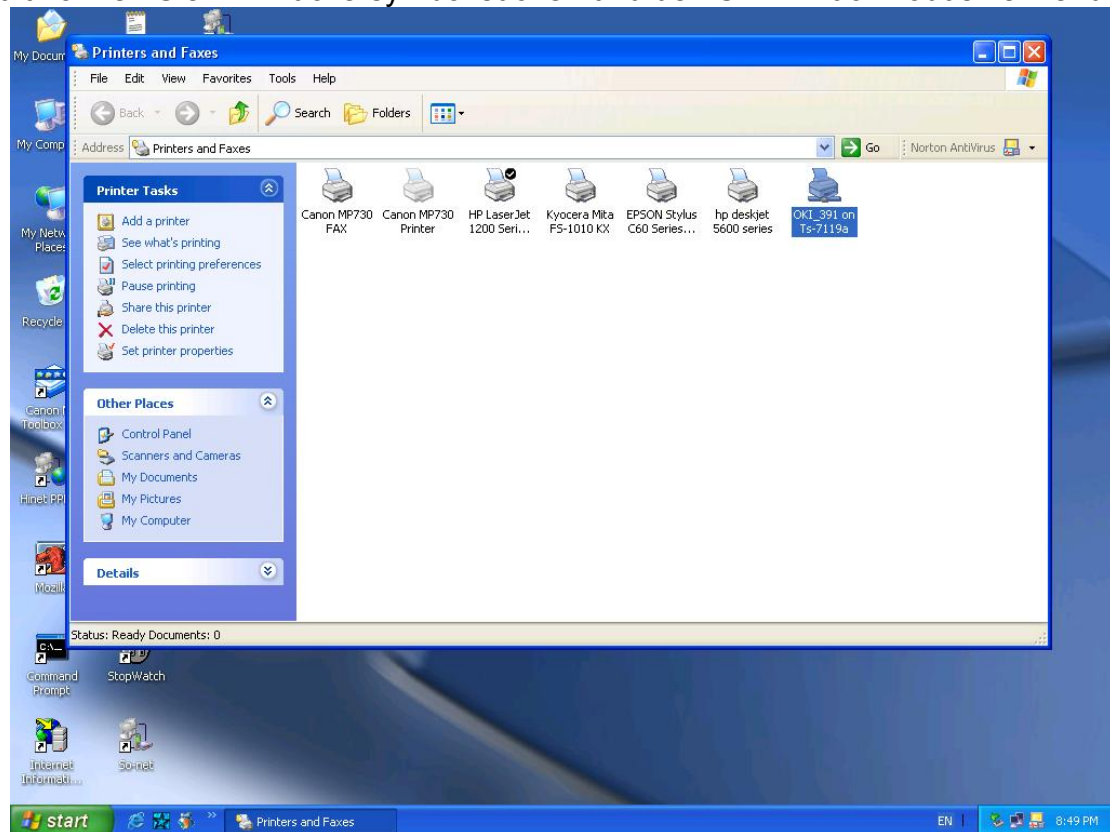 My Docum
Printers and Faxes
File Edit View Favorites Tools Help
Back Search Folders
My Comp
Address Printers and Faxes Go Norton AntiVirus
Printer Tasks
Add a printer
See what's printing
Select printing preferences
Pause printing
Share this printer
Delete this printer
Set printer properties
Canon MP730 FAX
Canon MP730 Printer
HP LaserJet 1200 Seri...
Kyocera Mita FS-1010 KX
EPSON Stylus C60 Series...
hp deskjet 5600 series
OKI_391 on Ts-7119a
My Netw
Places
Recycle
Other Places
Control Panel
Scanners and Cameras
My Documents
My Pictures
My Computer
Canon
Toolbox
Hinet PPP
Details
Mozill
Status: Ready Documents: 0
C:\_
Command
Prompt
StopWatch
Internet
Informati...
So-net
start Printers and Faxes EN 8:49 PM